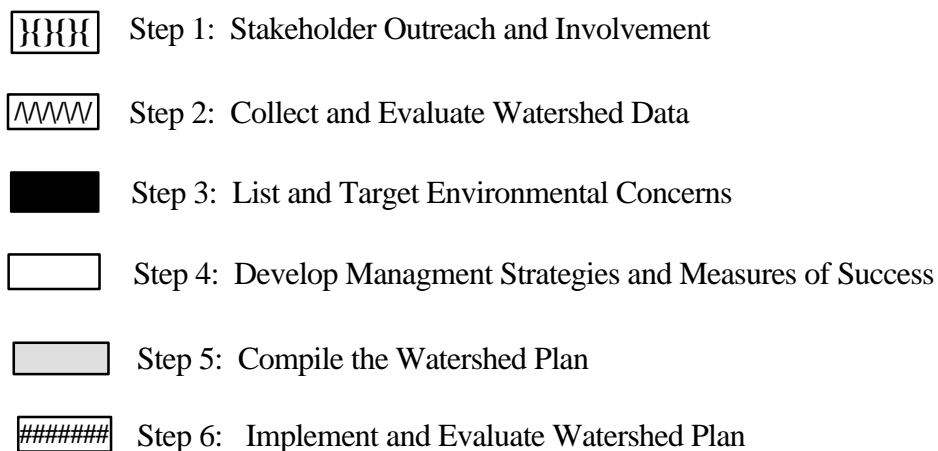 }{}{}{ Step 1: Stakeholder Outreach and Involvement
/\/\/\/\/ Step 2: Collect and Evaluate Watershed Data
Step 3: List and Target Environmental Concerns
Step 4: Develop Managment Strategies and Measures of Success
Step 5: Compile the Watershed Plan
####### Step 6: Implement and Evaluate Watershed Plan